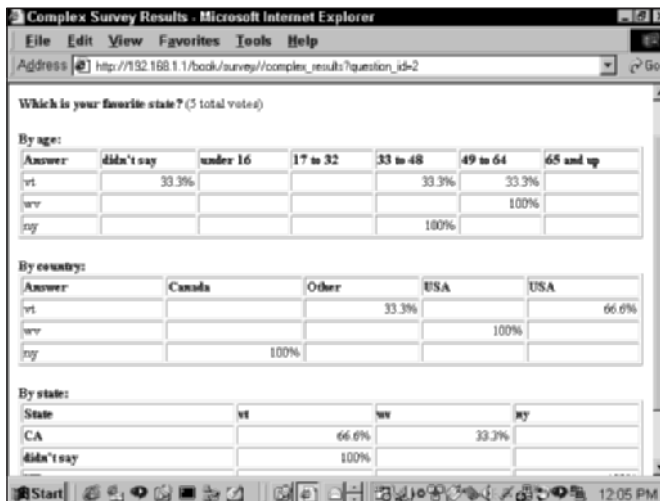 Complex Survey Results - Microsoft Internet Explorer
File Edit View Favorites Tools Help
Address http://192.168.1.1/book/survey//complex_results?question_id=2 Go
Which is your favorite state? (5 total votes)
By age:
Answer didn't say under 16 17 to 32 33 to 48 49 to 64 65 and up
vt 33.3% 33.3% 33.3%
wv 100%
ny 100%
By country:
Answer Canada Other USA USA
vt 33.3% 66.6%
wv 100%
ny 100%
By state:
State vt wv ny
CA 66.6% 33.3%
didn't say 100%
Start 12:05 PM